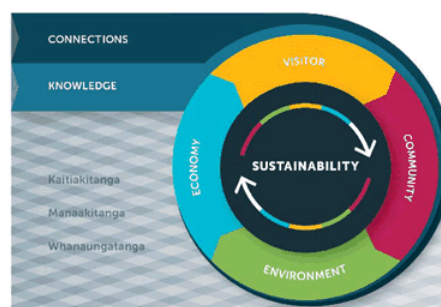 CONNECTIONS
KNOWLEDGE
Kaitiakitanga
Manaakitanga
Whanaungatanga
VISITOR
ECONOMY
SUSTAINABILITY
COMMUNITY
ENVIRONMENT